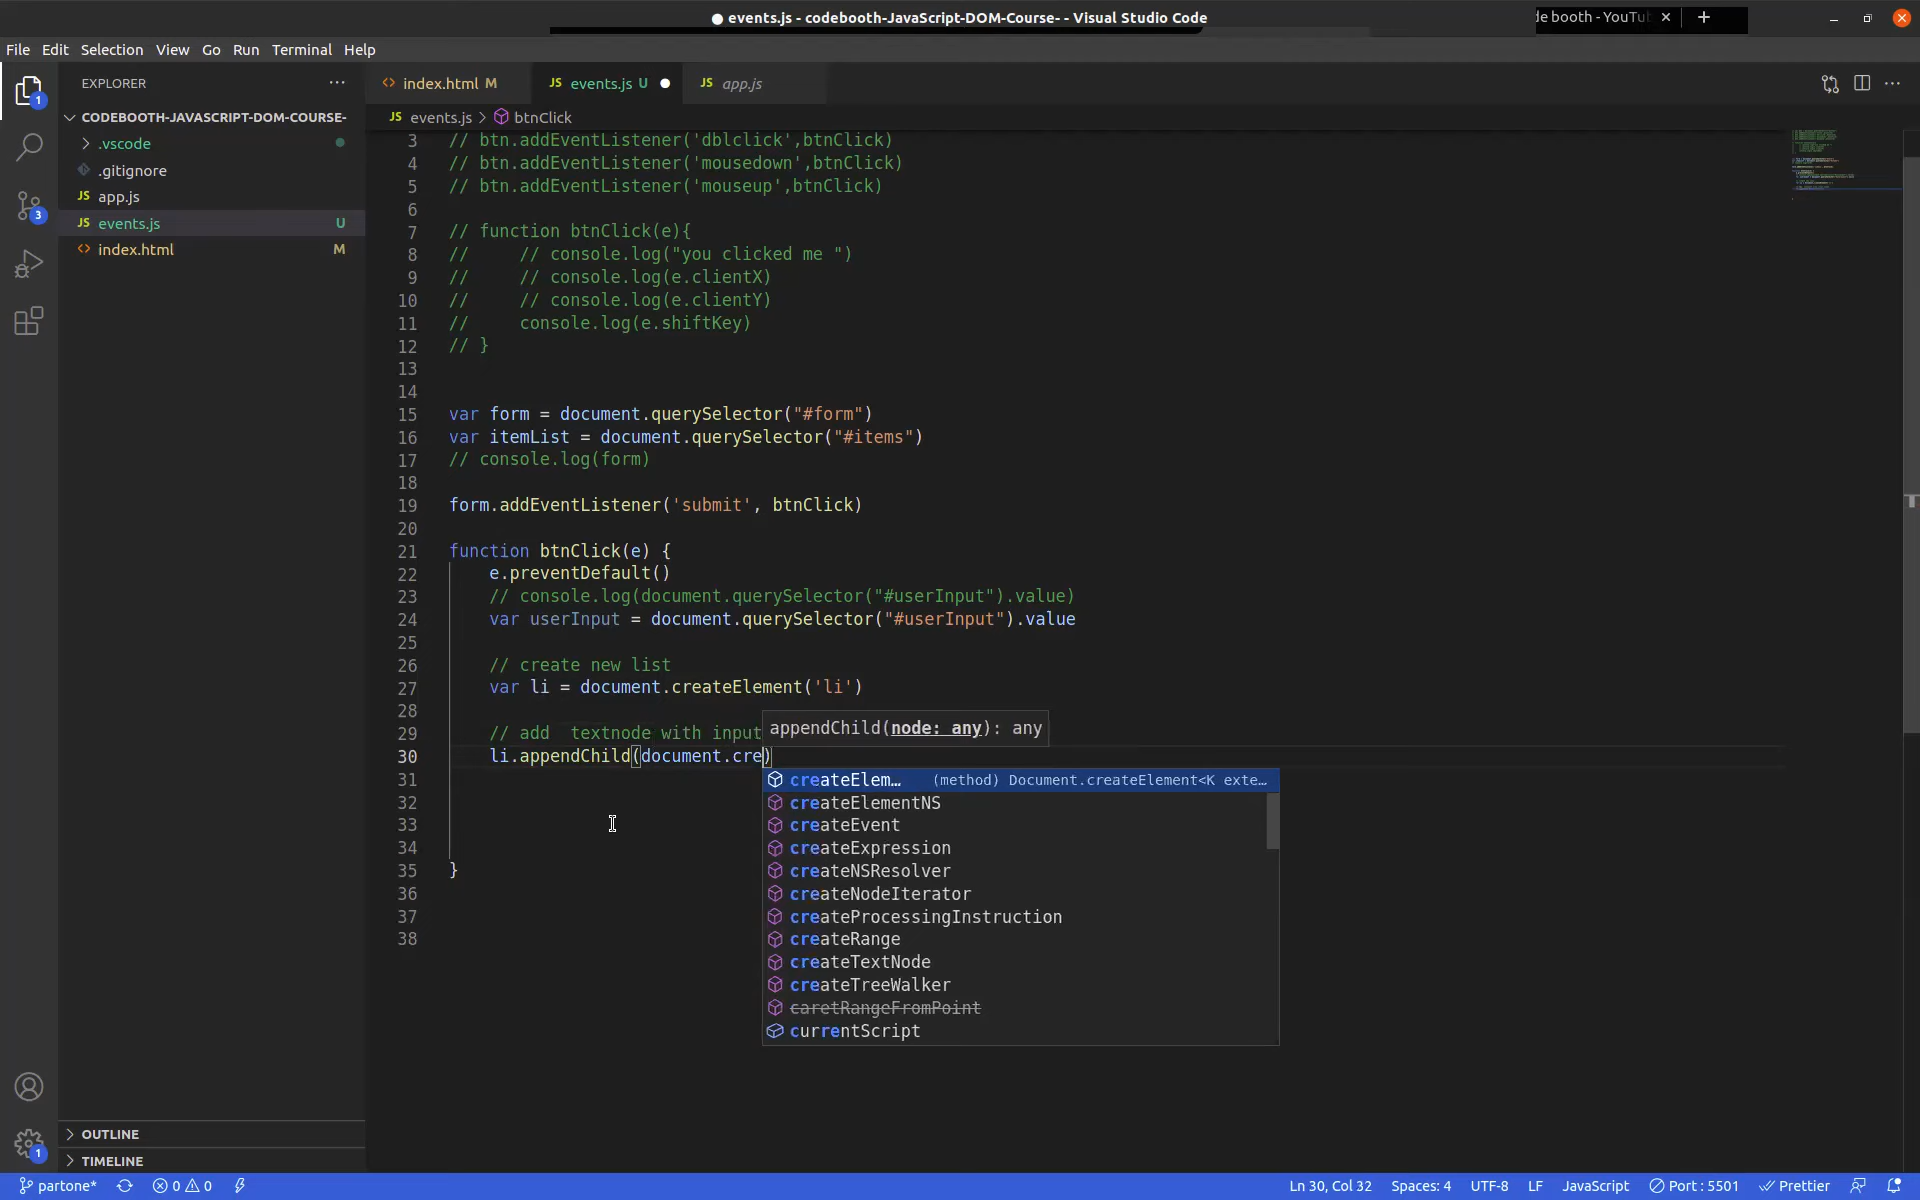 ● events.js - codebooth-JavaScript-DOM-Course- - Visual Studio Code
de booth - YouTu × +
File Edit Selection View Go Run Terminal Help
EXPLORER ···
CODEBOOTH-JAVASCRIPT-DOM-COURSE-
.vscode
.gitignore
JS app.js
JS events.js U
<> index.html M
OUTLINE
TIMELINE
1
3
1
<> index.html M JS events.js U ● JS app.js
JS events.js > btnClick
3 // btn.addEventListener('dblclick',btnClick)
4 // btn.addEventListener('mousedown',btnClick)
5 // btn.addEventListener('mouseup',btnClick)
6
7 // function btnClick(e){
8 //     // console.log("you clicked me ")
9 //     // console.log(e.clientX)
10 //     // console.log(e.clientY)
11 //     console.log(e.shiftKey)
12 // }
13
14
15 var form = document.querySelector("#form")
16 var itemList = document.querySelector("#items")
17 // console.log(form)
18
19 form.addEventListener('submit', btnClick)
20
21 function btnClick(e) {
22     e.preventDefault()
23     // console.log(document.querySelector("#userInput").value)
24     var userInput = document.querySelector("#userInput").value
25
26     // create new list
27     var li = document.createElement('li')
28
appendChild(node: any): any
29     // add  textnode with input
30     li.appendChild(document.cre)
31
32
33
34
35 }
36
37
38
createElem… (method) Document.createElement<K exte…
createElementNS
createEvent
createExpression
createNSResolver
createNodeIterator
createProcessingInstruction
createRange
createTextNode
createTreeWalker
caretRangeFromPoint
currentScript
partone* 0 0 Ln 30, Col 32 Spaces: 4 UTF-8 LF JavaScript Port : 5501 Prettier